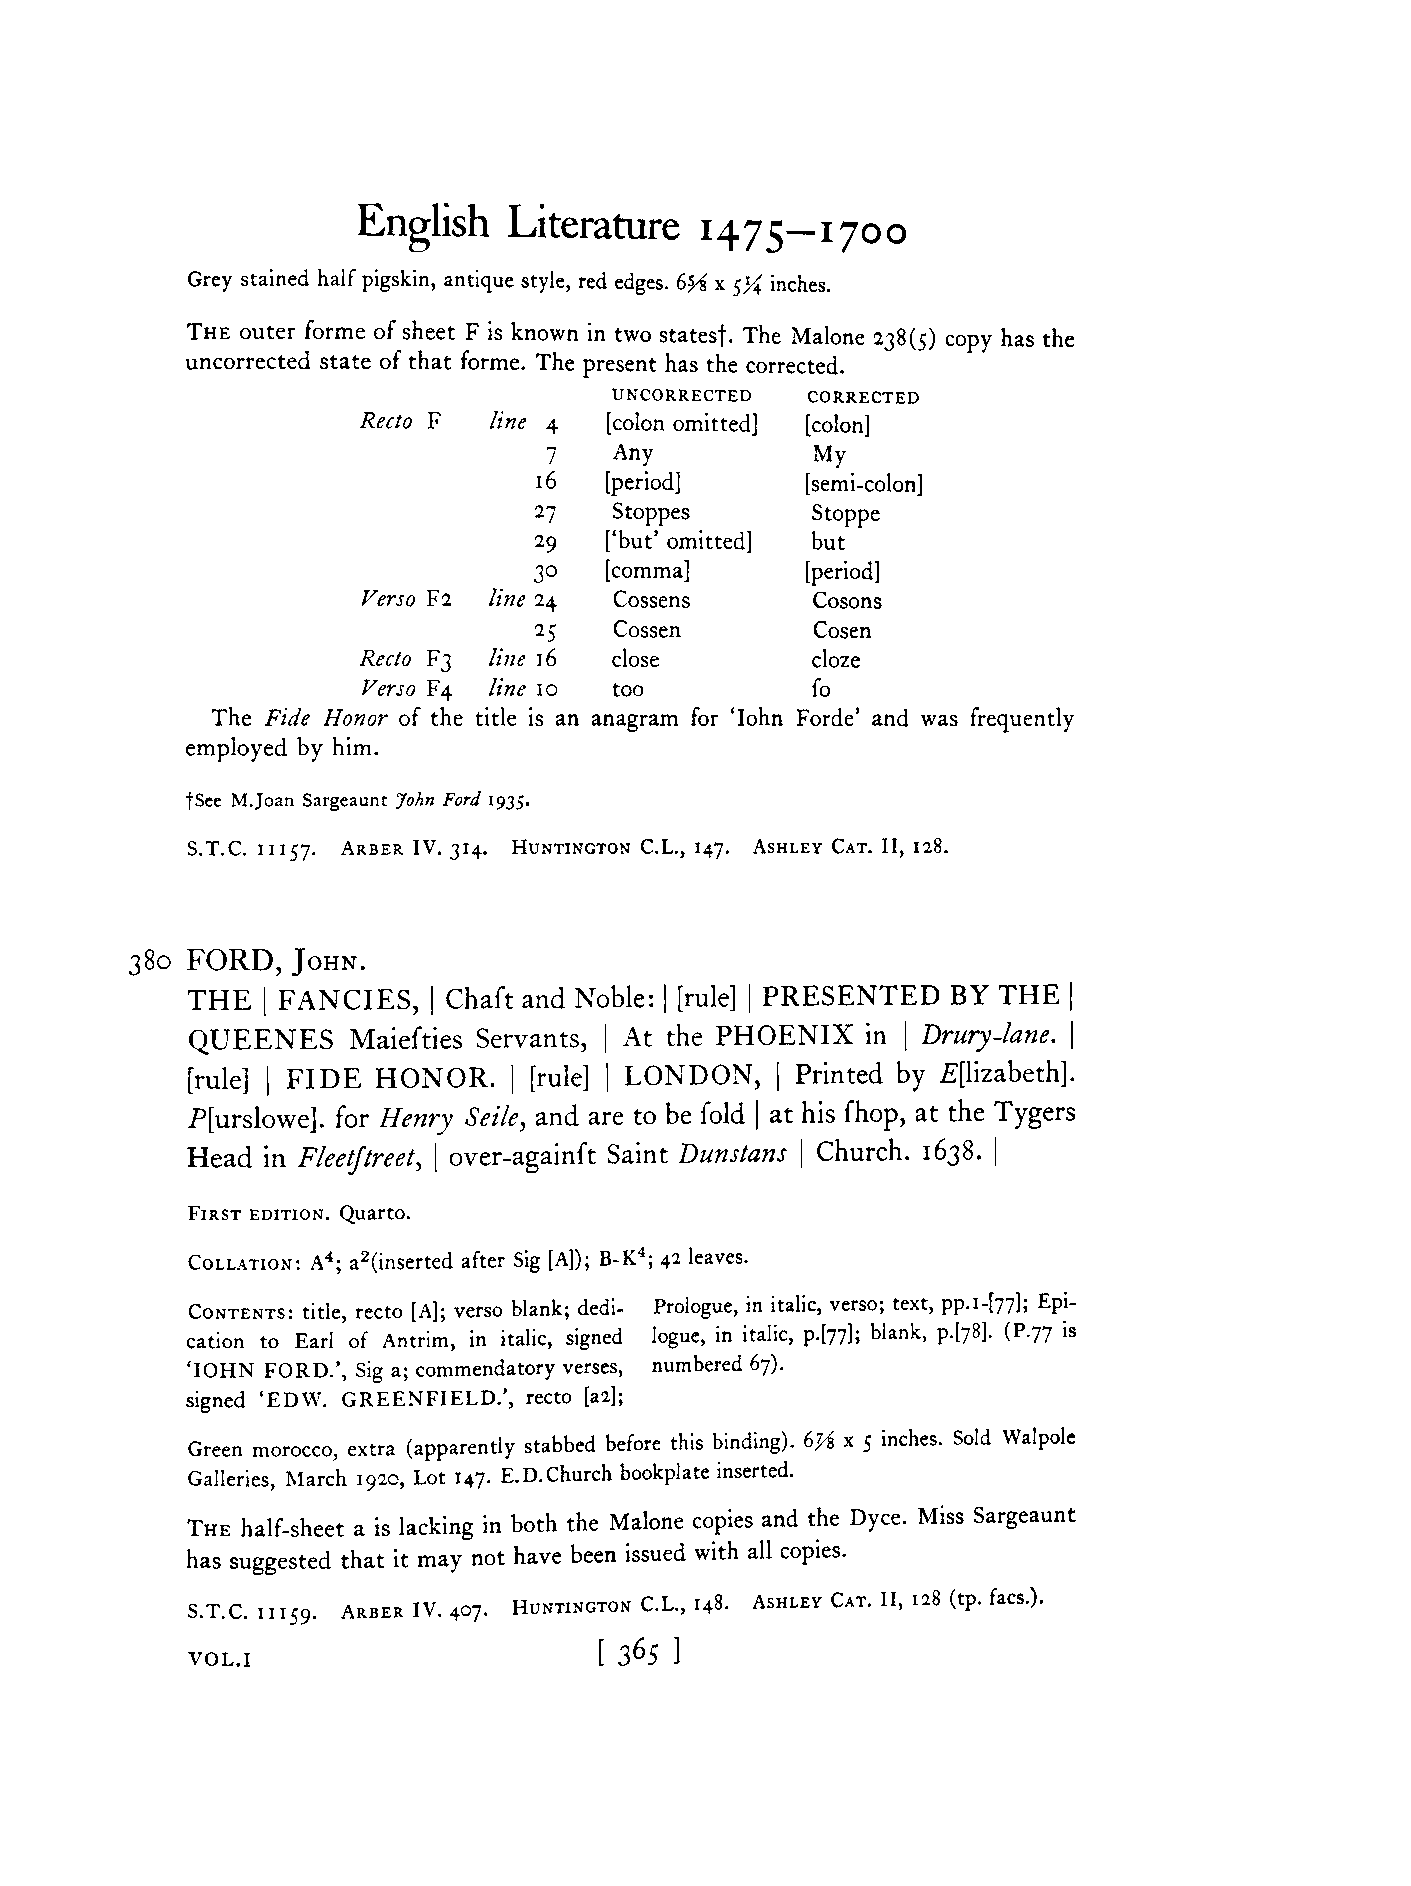 English Literature 1475—1700
Grey stained half pigskin, antique style, red edges. 6⅝ x 5¼ inches.
THE outer forme of sheet F is known in two states†. The Malone 238(5) copy has the
uncorrected state of that forme. The present has the corrected.
UNCORRECTED CORRECTED
Recto F line 4 [colon omitted] [colon]
7 Any My
16 [period] [semi-colon]
27 Stoppes Stoppe
29 ['but' omitted] but
30 [comma] [period]
Verso F2 line 24 Cossens Cosons
25 Cossen Cosen
Recto F3 line 16 close cloze
Verso F4 line 10 too ſo
The Fide Honor of the title is an anagram for 'Iohn Forde' and was frequently
employed by him.
†See M.Joan Sargeaunt John Ford 1935.
S.T.C. 11157. ARBER IV. 314. HUNTINGTON C.L., 147. ASHLEY CAT. II, 128.
380 FORD, JOHN.
THE | FANCIES, | Chaſt and Noble: | [rule] | PRESENTED BY THE |
QUEENES Maieſties Servants, | At the PHOENIX in | Drury-lane. |
[rule] | FIDE HONOR. | [rule] | LONDON, | Printed by E[lizabeth].
P[urslowe]. for Henry Seile, and are to be ſold | at his ſhop, at the Tygers
Head in Fleetſtreet, | over-againſt Saint Dunstans | Church. 1638. |
FIRST EDITION. Quarto.
COLLATION: A⁴; a²(inserted after Sig [A]); B-K⁴; 42 leaves.
CONTENTS: title, recto [A]; verso blank; dedi-
cation to Earl of Antrim, in italic, signed
'IOHN FORD.', Sig a; commendatory verses,
signed 'EDW. GREENFIELD.', recto [a2];
Prologue, in italic, verso; text, pp.1-[77]; Epi-
logue, in italic, p.[77]; blank, p.[78]. (P.77 is
numbered 67).
Green morocco, extra (apparently stabbed before this binding). 6⅞ x 5 inches. Sold Walpole
Galleries, March 1920, Lot 147. E.D.Church bookplate inserted.
THE half-sheet a is lacking in both the Malone copies and the Dyce. Miss Sargeaunt
has suggested that it may not have been issued with all copies.
S.T.C. 11159. ARBER IV. 407. HUNTINGTON C.L., 148. ASHLEY CAT. II, 128 (tp. facs.).
VOL.I [ 365 ]